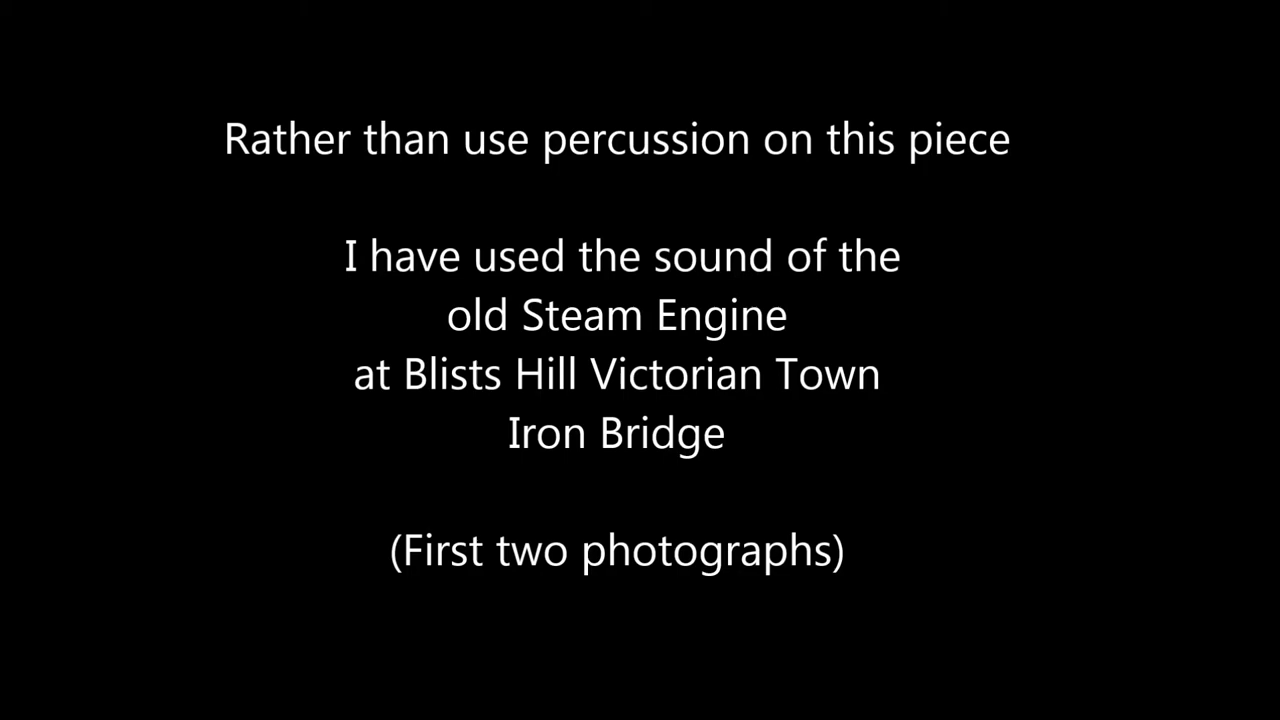 Rather than use percussion on this piece
I have used the sound of the
old Steam Engine
at Blists Hill Victorian Town
Iron Bridge
(First two photographs)